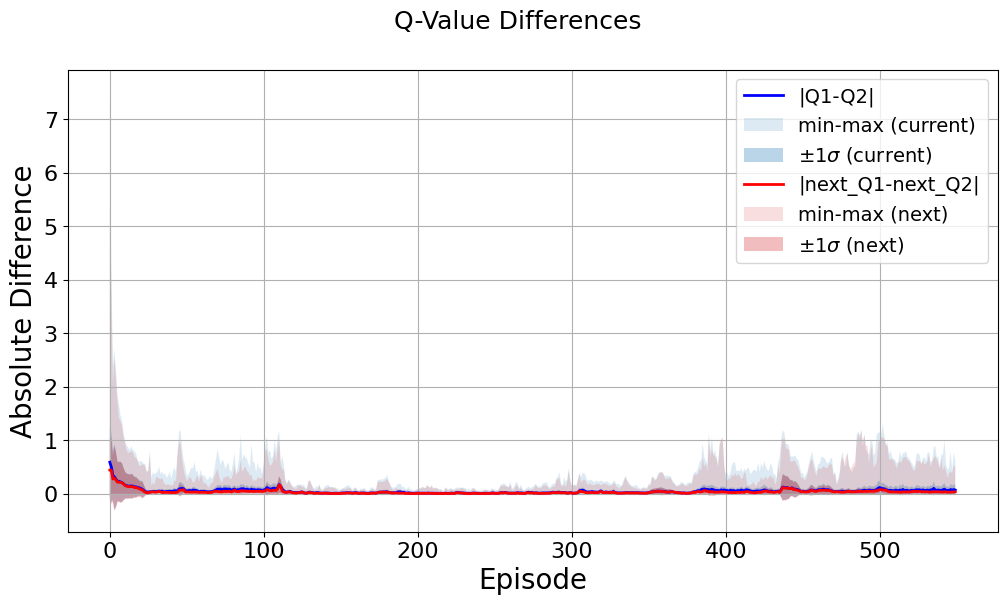 Q-Value Differences
7
6
5
4
3
2
1
0
Absolute Difference
|Q1-Q2|
min-max (current)
±1σ (current)
|next_Q1-next_Q2|
min-max (next)
±1σ (next)
0 100 200 300 400 500
Episode